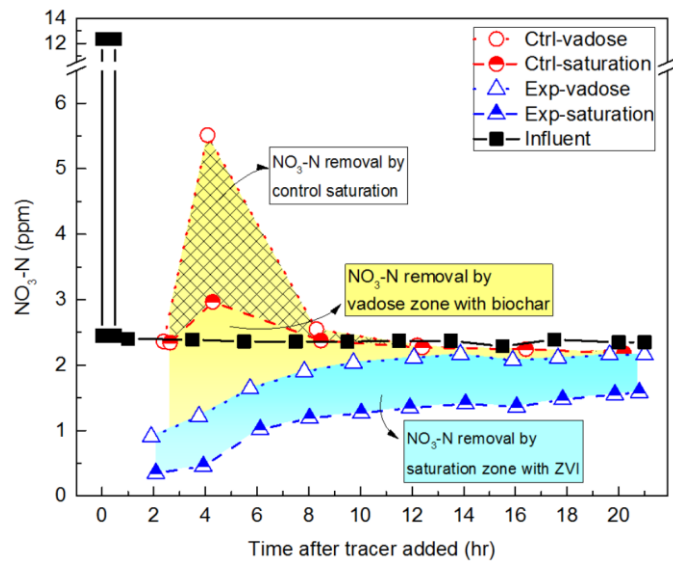 14
12
6
5
4
3
2
1
0
NO₃-N (ppm)
Ctrl-vadose
Ctrl-saturation
Exp-vadose
Exp-saturation
Influent
NO₃-N removal by
control saturation
NO₃-N removal by
vadose zone with biochar
NO₃-N removal by
saturation zone with ZVI
0 2 4 6 8 10 12 14 16 18 20
Time after tracer added (hr)